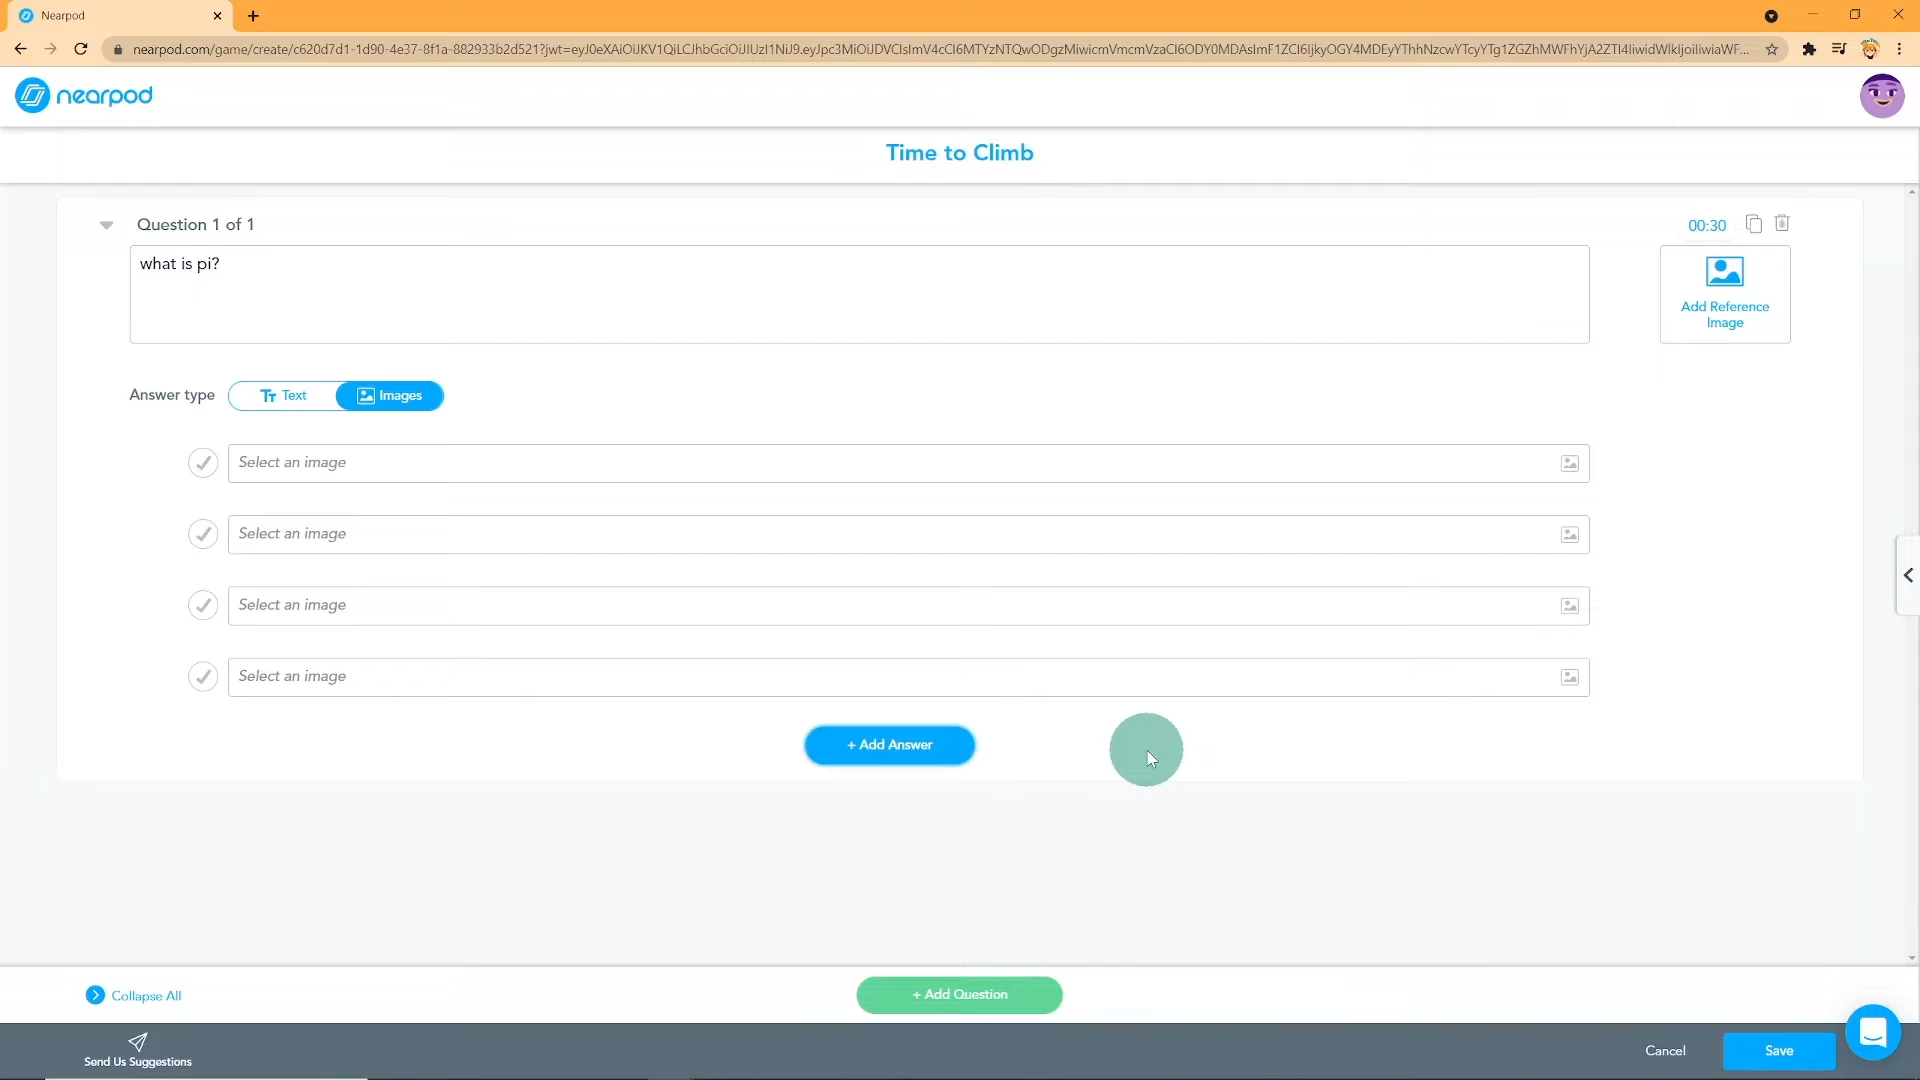 Nearpod
nearpod
Time to Climb
Question 1 of 1
00:30
what is pi?
Add Reference
Image
Answer type
Text
Images
Select an image
Select an image
Select an image
Select an image
+ Add Answer
Collapse All
+ Add Question
Send Us Suggestions
Cancel
Save